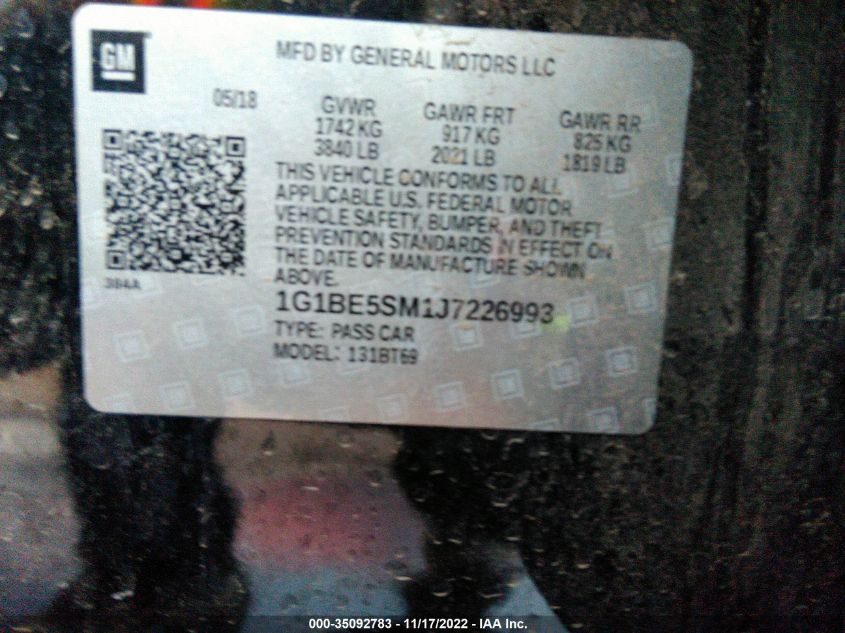 GM
MFD BY GENERAL MOTORS LLC
05/18
GVWR
1742 KG
3840 LB
GAWR FRT
917 KG
2021 LB
GAWR RR
825 KG
1819 LB
THIS VEHICLE CONFORMS TO ALL
APPLICABLE U.S. FEDERAL MOTOR
VEHICLE SAFETY, BUMPER, AND THEFT
PREVENTION STANDARDS IN EFFECT ON
THE DATE OF MANUFACTURE SHOWN
ABOVE.
384A
1G1BE5SM1J7226993
TYPE: PASS CAR
MODEL: 131BT69
000-35092783 - 11/17/2022 - IAA Inc.